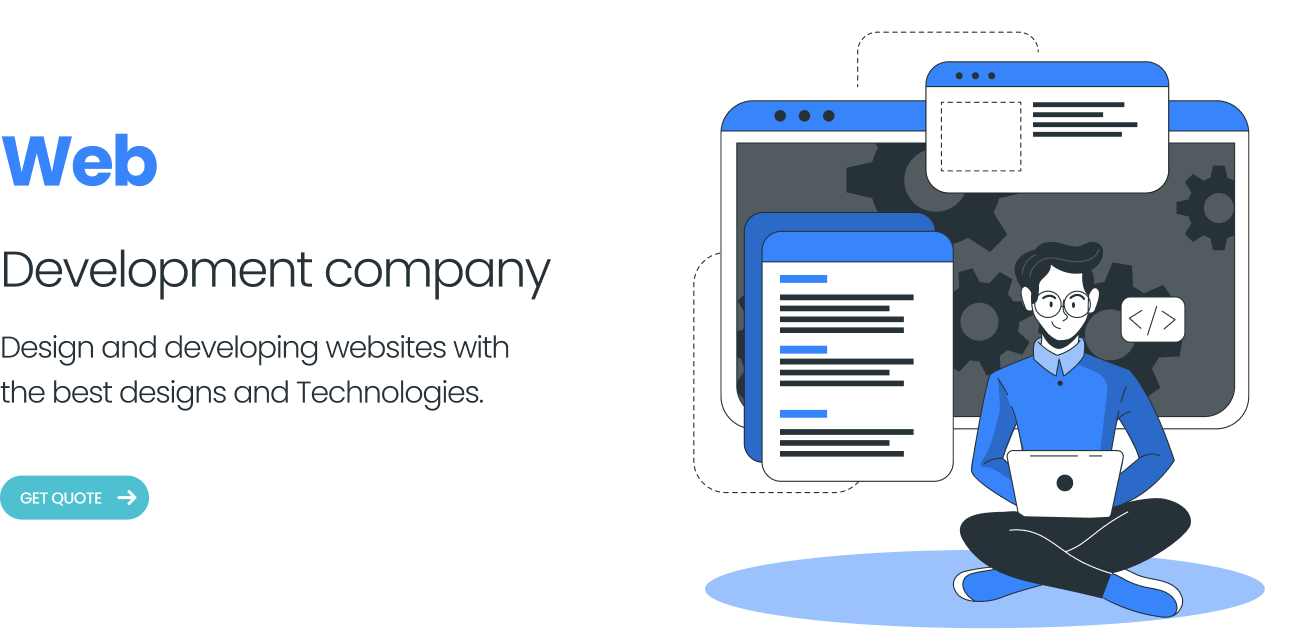 Web
Development company
Design and developing websites with
the best designs and Technologies.
GET QUOTE
</>